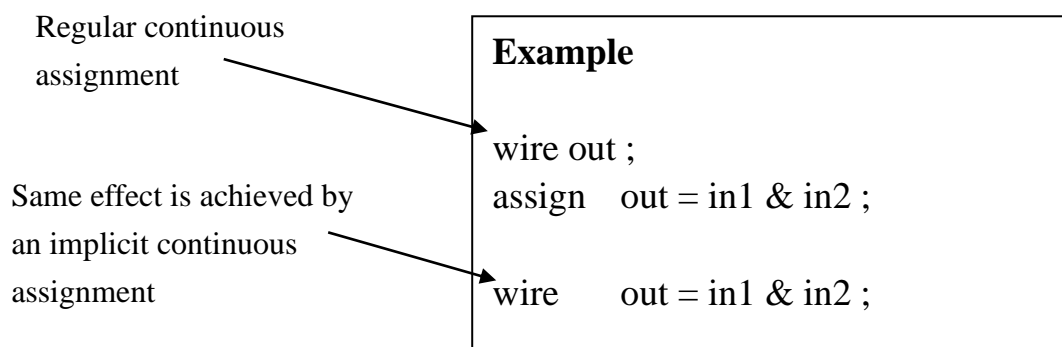 Regular continuous
assignment
Same effect is achieved by
an implicit continuous
assignment
Example
wire out ;
assign out = in1 & in2 ;
wire out = in1 & in2 ;